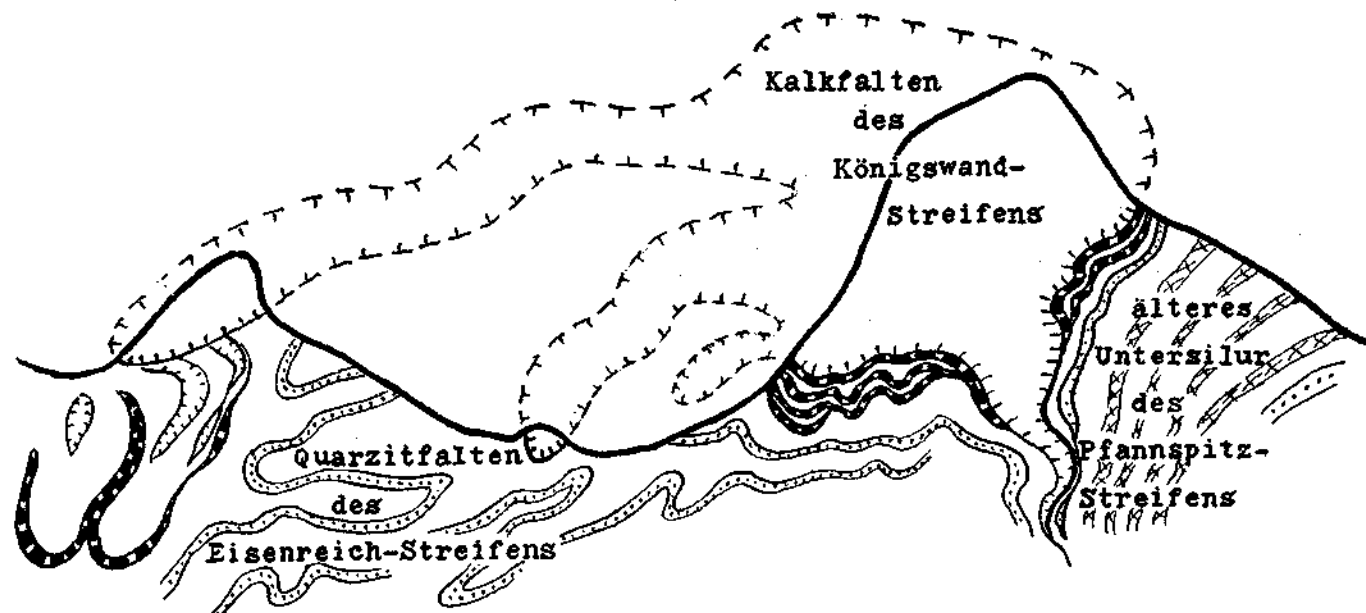 Kalkfalten
des
Königswand-
Streifens
älteres
Untersilur
des
Pfannspitz-
Streifens
Quarzitfalten
des
Eisenreich-Streifens